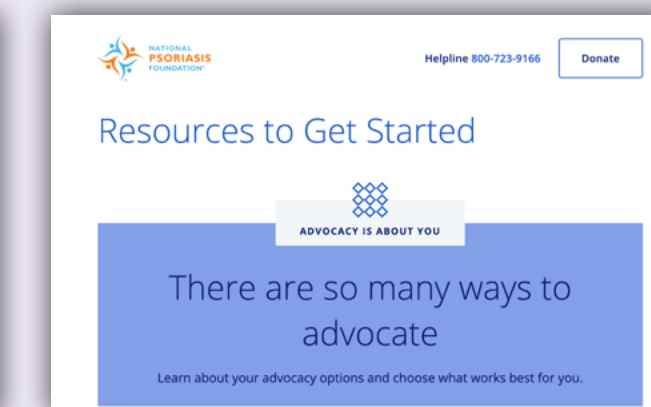 NATIONAL
PSORIASIS
FOUNDATION
Helpline 800-723-9166
Donate
Resources to Get Started
ADVOCACY IS ABOUT YOU
There are so many ways to
advocate
Learn about your advocacy options and choose what works best for you.